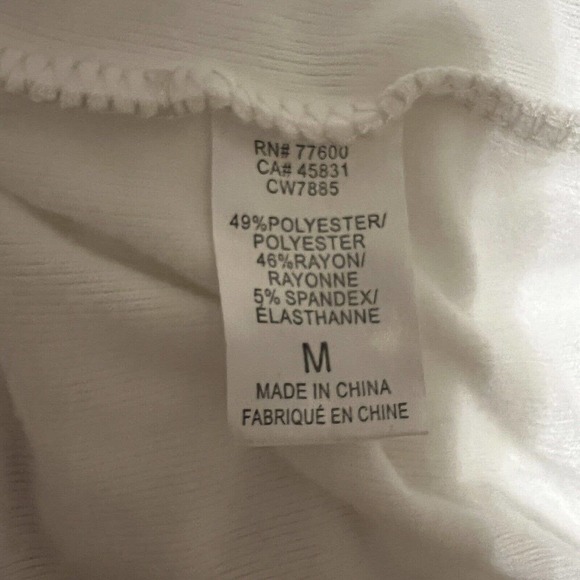 RN# 77600
CA# 45831
CW7885
49%POLYESTER/
POLYESTER
46%RAYON/
RAYONNE
5% SPANDEX/
ÉLASTHANNE
M
MADE IN CHINA
FABRIQUÉ EN CHINE